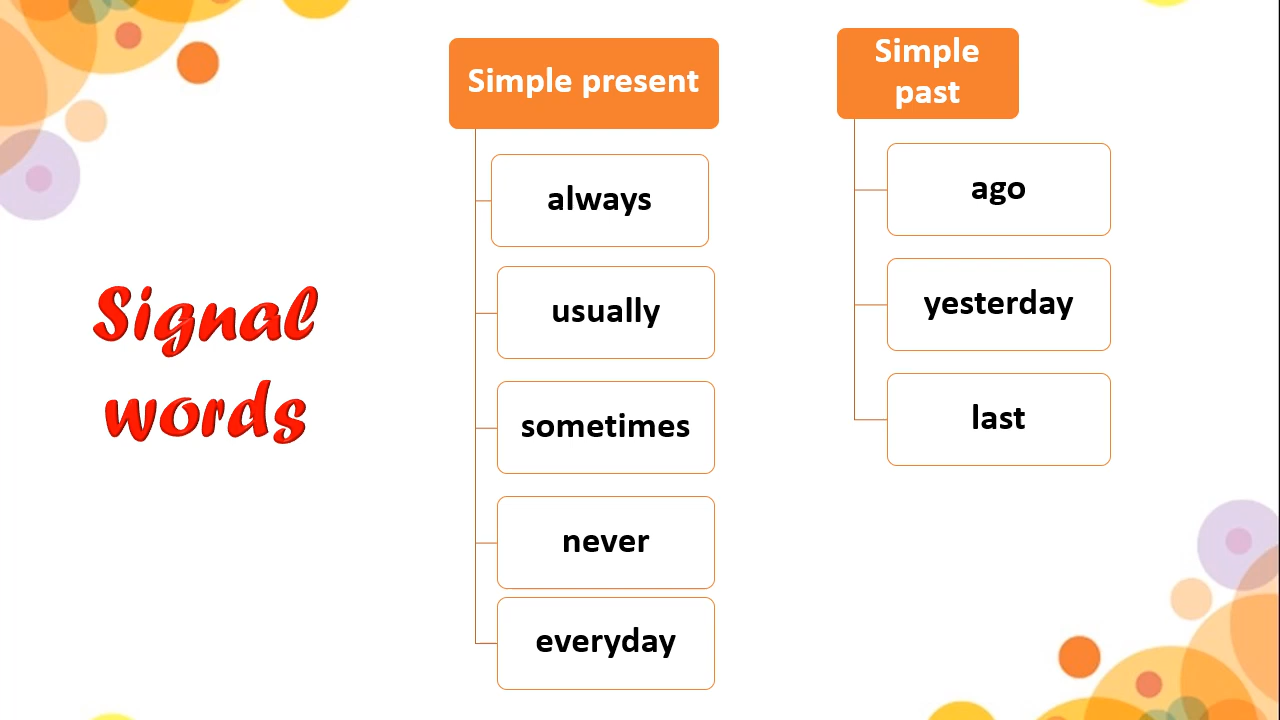 Signal
words
Simple present
always
usually
sometimes
never
everyday
Simple
past
ago
yesterday
last